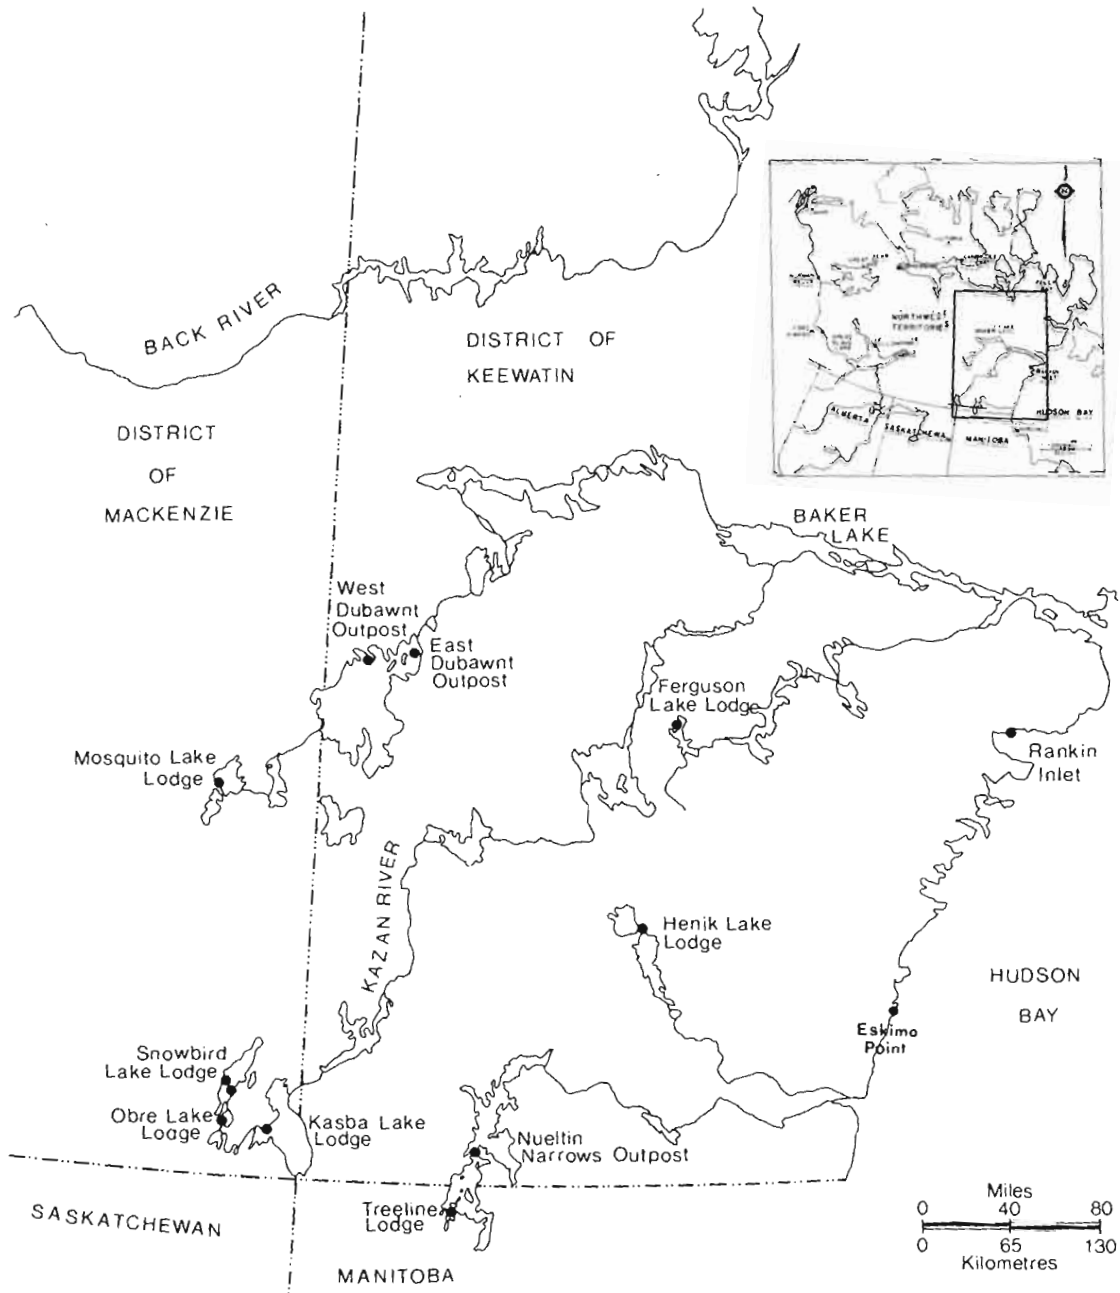 BACK RIVER
DISTRICT OF
KEEWATIN
DISTRICT
OF
MACKENZIE
N
NORTHWEST
TERRITORIES
HUDSON BAY
ALBERTA
SASKATCHEWAN
MANITOBA
BAKER
LAKE
West
Dubawnt
Outpost
East
Dubawnt
Outpost
Ferguson
Lake Lodge
Mosquito Lake
Lodge
Rankin
Inlet
KAZAN RIVER
Henik Lake
Lodge
HUDSON
BAY
Eskimo
Point
Snowbird
Lake Lodge
Obre Lake
Lodge
Kasba Lake
Lodge
Nueltin
Narrows Outpost
Treeline
Lodge
SASKATCHEWAN
MANITOBA
Miles
0 40 80
0 65 130
Kilometres